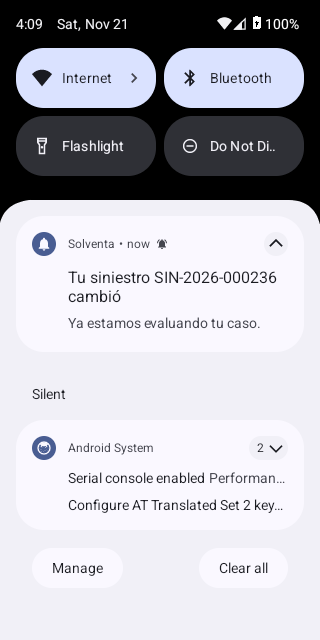 4:09 Sat, Nov 21 100%
Internet
Bluetooth
Flashlight
Do Not Di..
Solventa • now
Tu siniestro SIN-2026-000236
cambió
Ya estamos evaluando tu caso.
Silent
Android System 2
Serial console enabled Performan...
Configure AT Translated Set 2 key...
Manage
Clear all